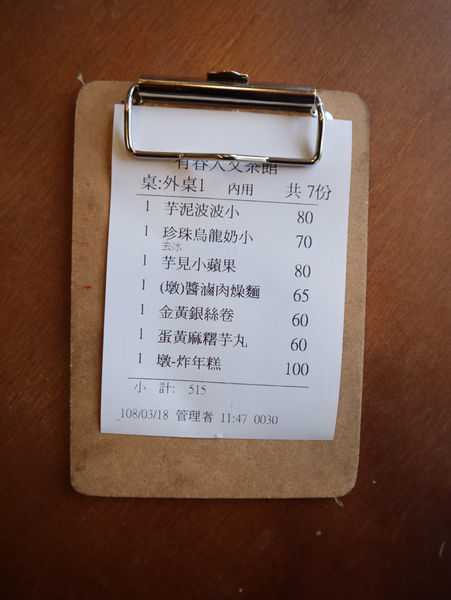 有春人文茶館
桌:外桌1 內用 共 7份
1 芋泥波波小 80
1 珍珠烏龍奶小 70
去冰
1 芋見小蘋果 80
1 (墩)醬滷肉燥麵 65
1 金黃銀絲卷 60
1 蛋黃麻糬芋丸 60
1 墩-炸年糕 100
小 計: 515
108/03/18 管理者 11:47 0030